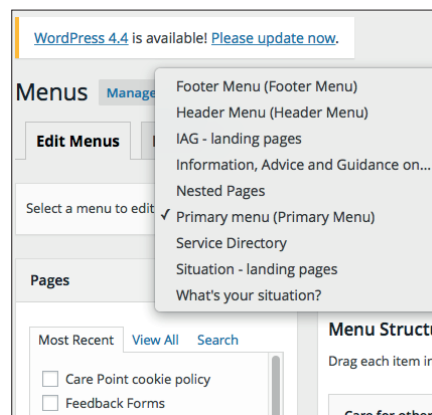 WordPress 4.4 is available! Please update now.
Menus
Manage
Edit Menus
Select a menu to edit
Footer Menu (Footer Menu)
Header Menu (Header Menu)
IAG - landing pages
Information, Advice and Guidance on...
Nested Pages
✓ Primary menu (Primary Menu)
Service Directory
Situation - landing pages
What's your situation?
Pages
Most Recent View All Search
Care Point cookie policy
Feedback Forms
Menu Struct
Drag each item in